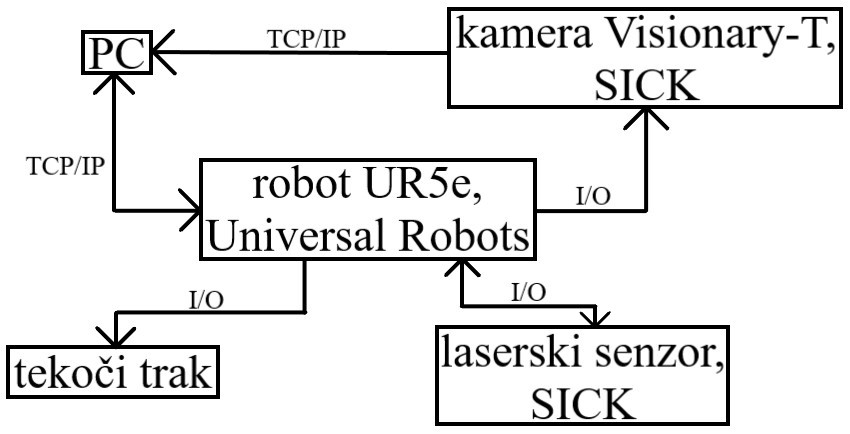 TCP/IP
PC
kamera Visionary-T,
SICK
TCP/IP
robot UR5e,
Universal Robots
I/O
I/O
I/O
tekoči trak
laserski senzor,
SICK